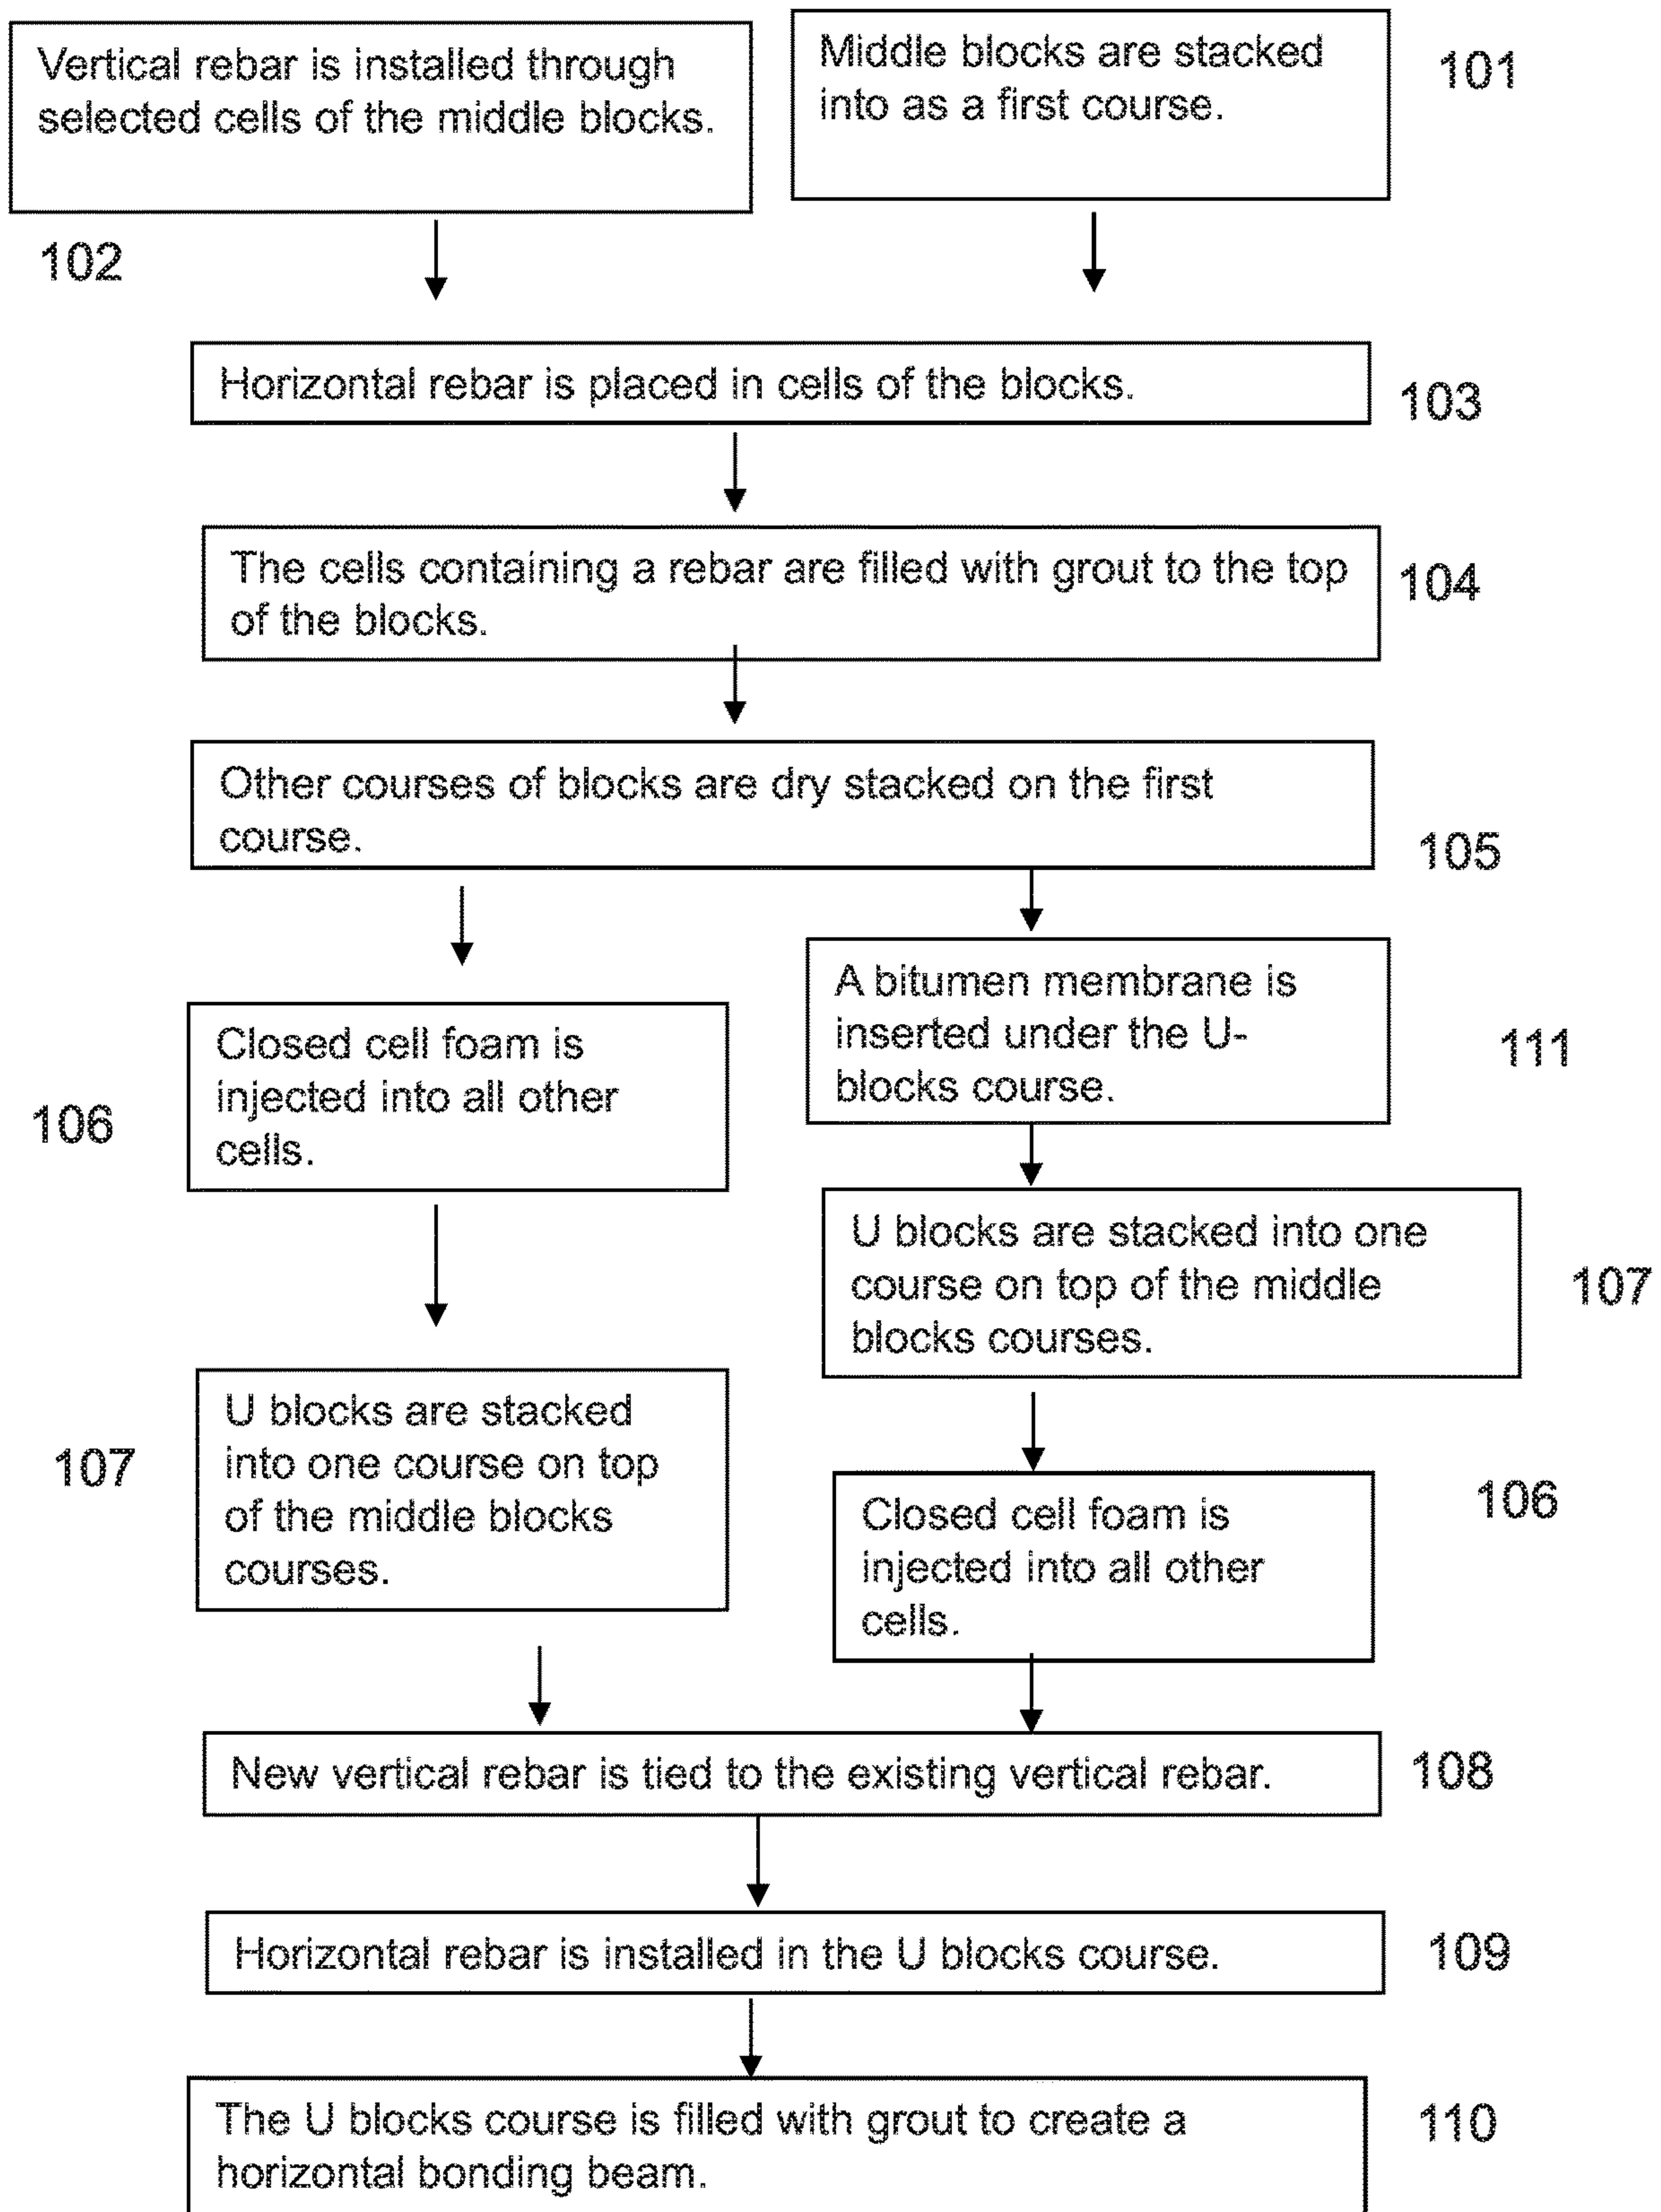 Vertical rebar is installed through
selected cells of the middle blocks.
102
Middle blocks are stacked
into as a first course.
101
Horizontal rebar is placed in cells of the blocks.
103
The cells containing a rebar are filled with grout to the top
of the blocks.
104
Other courses of blocks are dry stacked on the first
course.
105
Closed cell foam is
injected into all other
cells.
106
A bitumen membrane is
inserted under the U-
blocks course.
111
U blocks are stacked into one
course on top of the middle
blocks courses.
107
U blocks are stacked
into one course on top
of the middle blocks
courses.
107
Closed cell foam is
injected into all other
cells.
106
New vertical rebar is tied to the existing vertical rebar.
108
Horizontal rebar is installed in the U blocks course.
109
The U blocks course is filled with grout to create a
horizontal bonding beam.
110